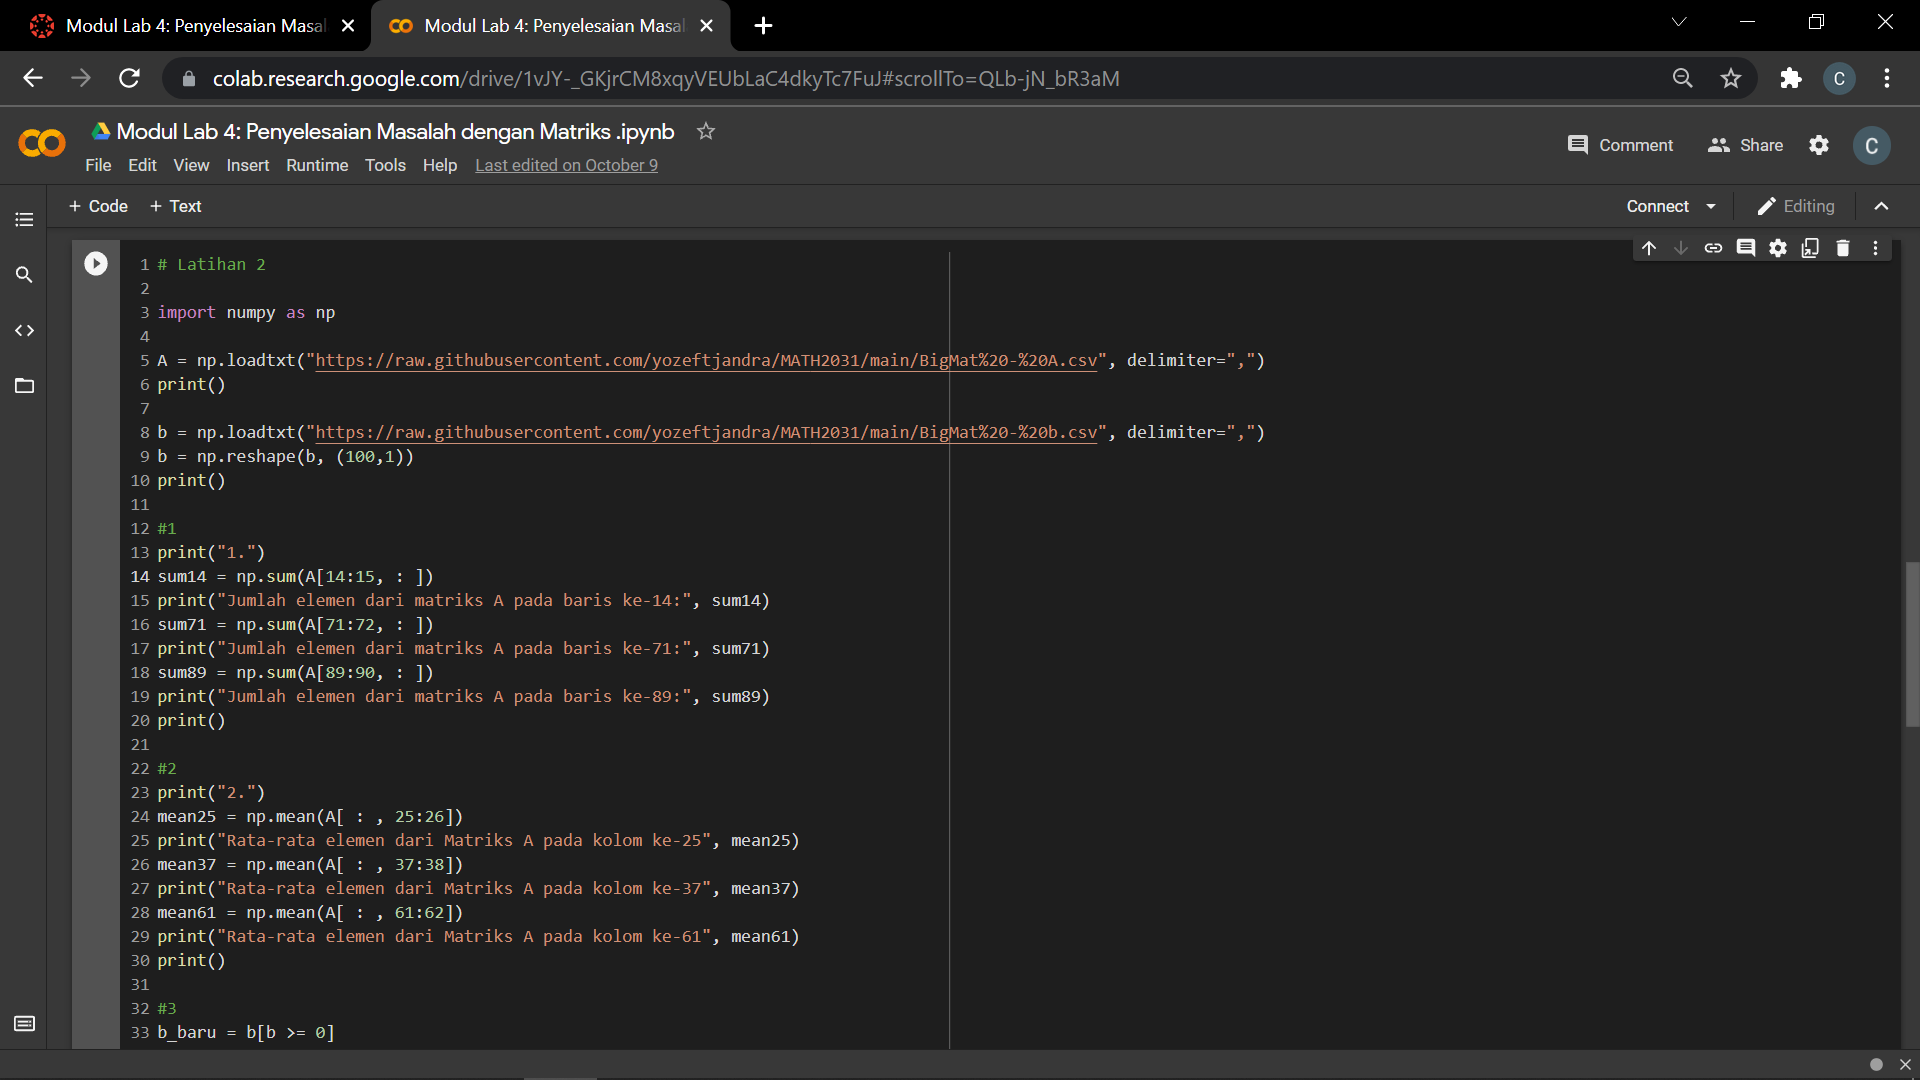 Modul Lab 4: Penyelesaian Masal
Modul Lab 4: Penyelesaian Masal
colab.research.google.com/drive/1vJY-_GKjrCM8xqyVEUbLaC4dkyTc7FuJ#scrollTo=QLb-jN_bR3aM
C
Modul Lab 4: Penyelesaian Masalah dengan Matriks .ipynb
File Edit View Insert Runtime Tools Help Last edited on October 9
Comment Share C
+ Code + Text
Connect Editing
1 # Latihan 2
2
3 import numpy as np
4
5 A = np.loadtxt("https://raw.githubusercontent.com/yozeftjandra/MATH2031/main/BigMat%20-%20A.csv", delimiter=",")
6 print()
7
8 b = np.loadtxt("https://raw.githubusercontent.com/yozeftjandra/MATH2031/main/BigMat%20-%20b.csv", delimiter=",")
9 b = np.reshape(b, (100,1))
10 print()
11
12 #1
13 print("1.")
14 sum14 = np.sum(A[14:15, : ])
15 print("Jumlah elemen dari matriks A pada baris ke-14:", sum14)
16 sum71 = np.sum(A[71:72, : ])
17 print("Jumlah elemen dari matriks A pada baris ke-71:", sum71)
18 sum89 = np.sum(A[89:90, : ])
19 print("Jumlah elemen dari matriks A pada baris ke-89:", sum89)
20 print()
21
22 #2
23 print("2.")
24 mean25 = np.mean(A[ : , 25:26])
25 print("Rata-rata elemen dari Matriks A pada kolom ke-25", mean25)
26 mean37 = np.mean(A[ : , 37:38])
27 print("Rata-rata elemen dari Matriks A pada kolom ke-37", mean37)
28 mean61 = np.mean(A[ : , 61:62])
29 print("Rata-rata elemen dari Matriks A pada kolom ke-61", mean61)
30 print()
31
32 #3
33 b_baru = b[b >= 0]